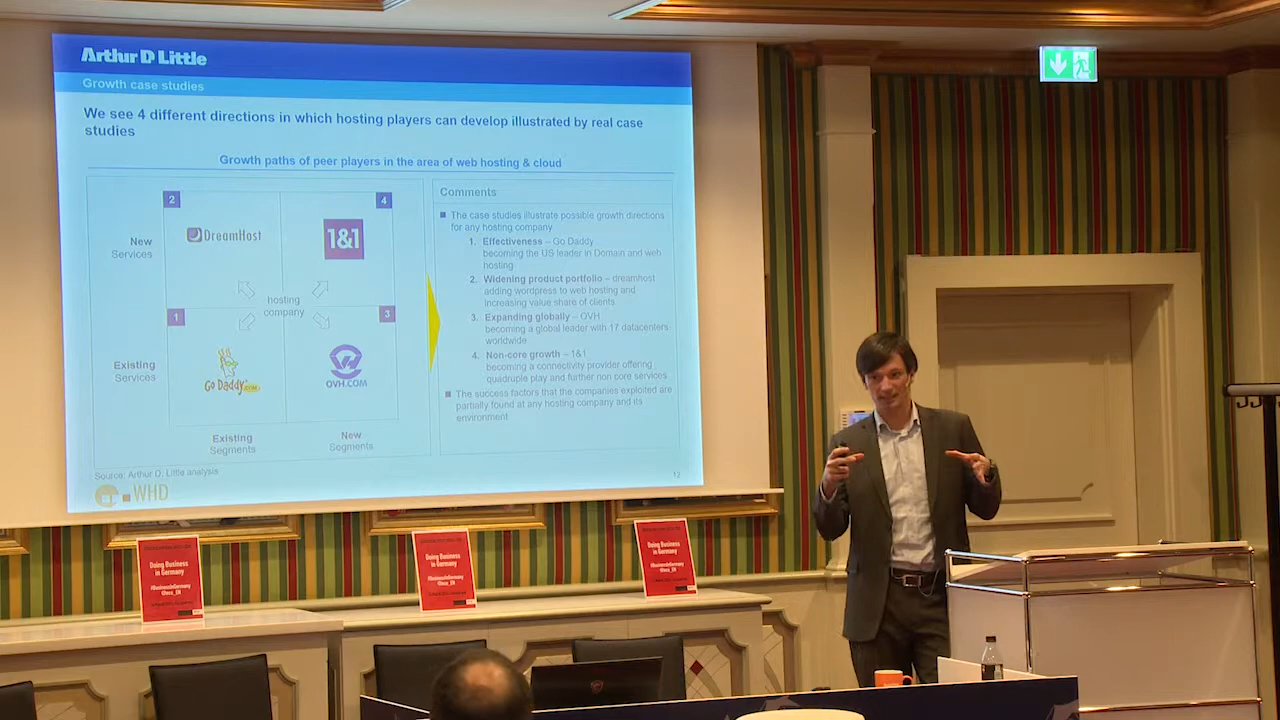 Arthur D Little
Growth case studies
We see 4 different directions in which hosting players can develop illustrated by real case
studies
Growth paths of peer players in the area of web hosting & cloud
2
4
New
Services
DreamHost
1&1
hosting
company
1
3
Existing
Services
Go Daddy.com
OVH.COM
Existing
Segments
New
Segments
Comments
The case studies illustrate possible growth directions
for any hosting company
1. Effectiveness – Go Daddy
becoming the US leader in Domain and web
hosting
2. Widening product portfolio – dreamhost
adding wordpress to web hosting and
increasing value share of clients
3. Expanding globally – OVH
becoming a global leader with 17 datacenters
worldwide
4. Non-core growth – 1&1
becoming a connectivity provider offering
quadruple play and further non core services
The success factors that the companies exploited are
partially found at any hosting company and its
environment
Source: Arthur D. Little analysis
12
.WHD
Doing Business
in Germany
#BusinessinGermany
Doing Business
in Germany
#BusinessinGermany
Doing Business
in Germany
#BusinessinGermany